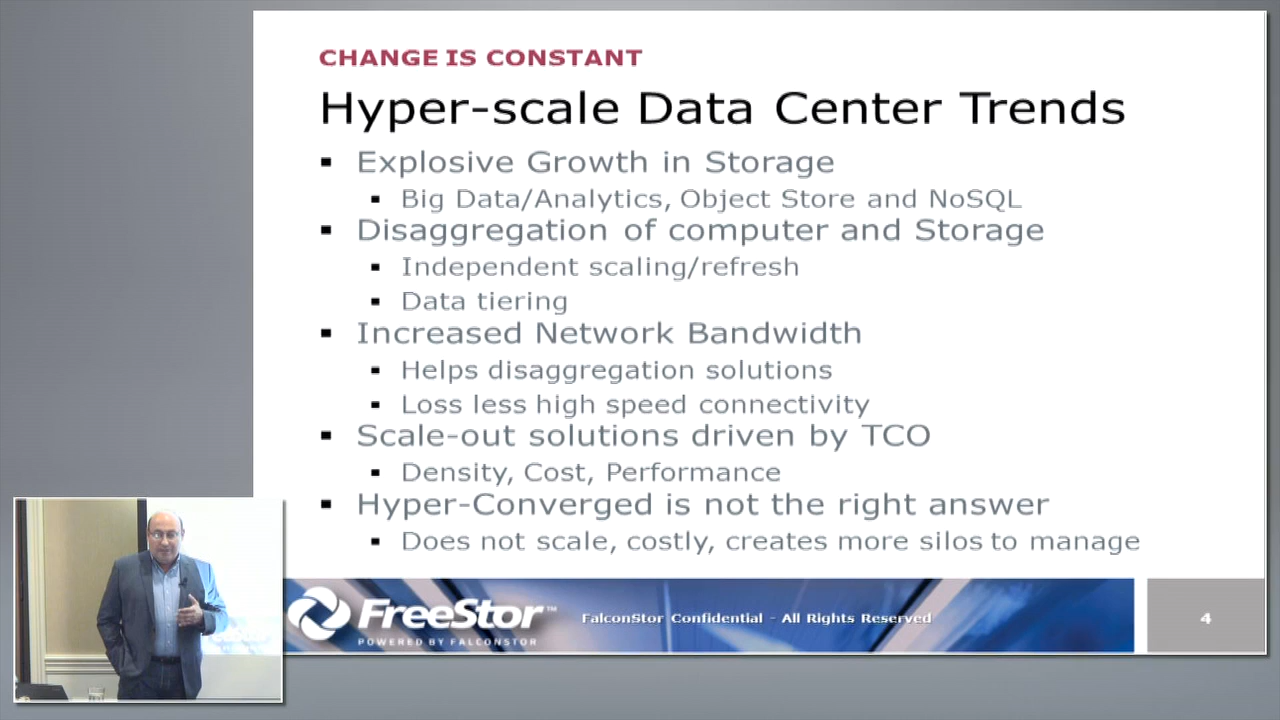 CHANGE IS CONSTANT
Hyper-scale Data Center Trends
Explosive Growth in Storage
Big Data/Analytics, Object Store and NoSQL
Disaggregation of computer and Storage
Independent scaling/refresh
Data tiering
Increased Network Bandwidth
Helps disaggregation solutions
Loss less high speed connectivity
Scale-out solutions driven by TCO
Density, Cost, Performance
Hyper-Converged is not the right answer
Does not scale, costly, creates more silos to manage
FreeStor™
POWERED BY FALCONSTOR
FalconStor Confidential - All Rights Reserved
4